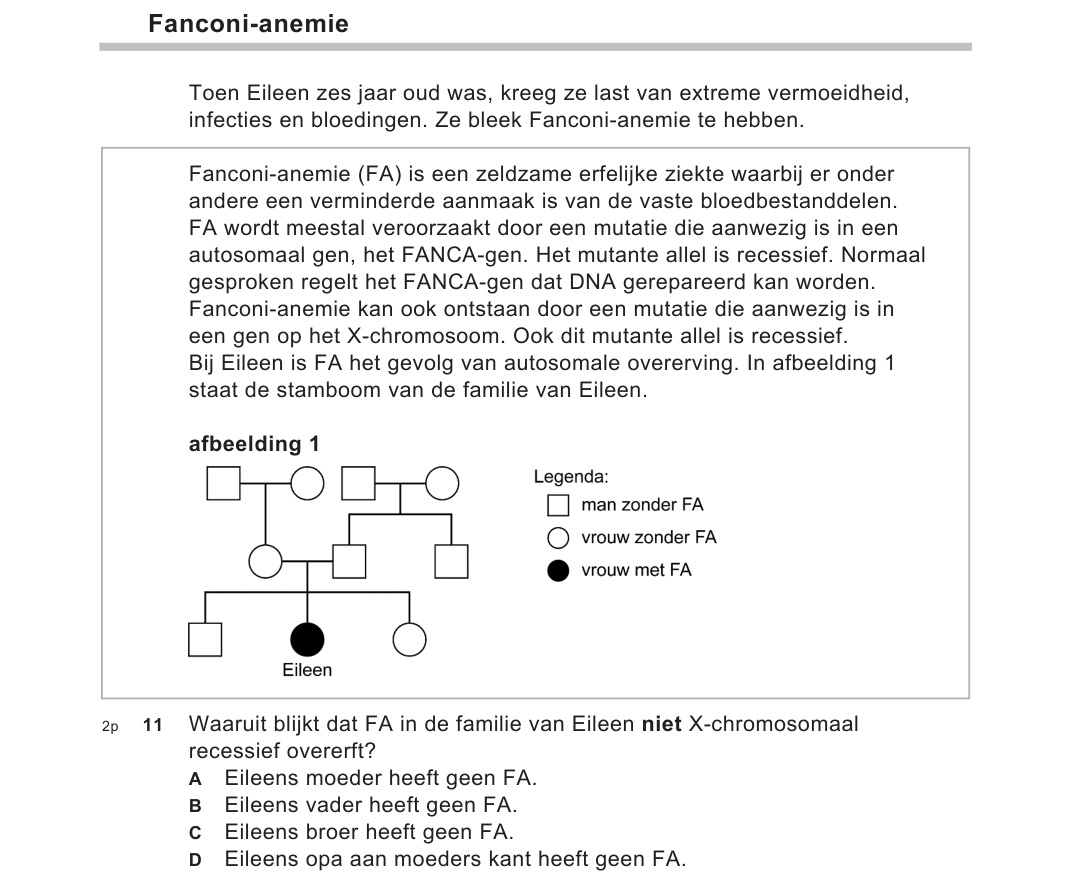 Fanconi-anemie
Toen Eileen zes jaar oud was, kreeg ze last van extreme vermoeidheid,
infecties en bloedingen. Ze bleek Fanconi-anemie te hebben.
Fanconi-anemie (FA) is een zeldzame erfelijke ziekte waarbij er onder
andere een verminderde aanmaak is van de vaste bloedbestanddelen.
FA wordt meestal veroorzaakt door een mutatie die aanwezig is in een
autosomaal gen, het FANCA-gen. Het mutante allel is recessief. Normaal
gesproken regelt het FANCA-gen dat DNA gerepareerd kan worden.
Fanconi-anemie kan ook ontstaan door een mutatie die aanwezig is in
een gen op het X-chromosoom. Ook dit mutante allel is recessief.
Bij Eileen is FA het gevolg van autosomale overerving. In afbeelding 1
staat de stamboom van de familie van Eileen.
afbeelding 1
Legenda:
man zonder FA
vrouw zonder FA
vrouw met FA
Eileen
2p 11 Waaruit blijkt dat FA in de familie van Eileen niet X-chromosomaal
recessief overerft?
A Eileens moeder heeft geen FA.
B Eileens vader heeft geen FA.
C Eileens broer heeft geen FA.
D Eileens opa aan moeders kant heeft geen FA.